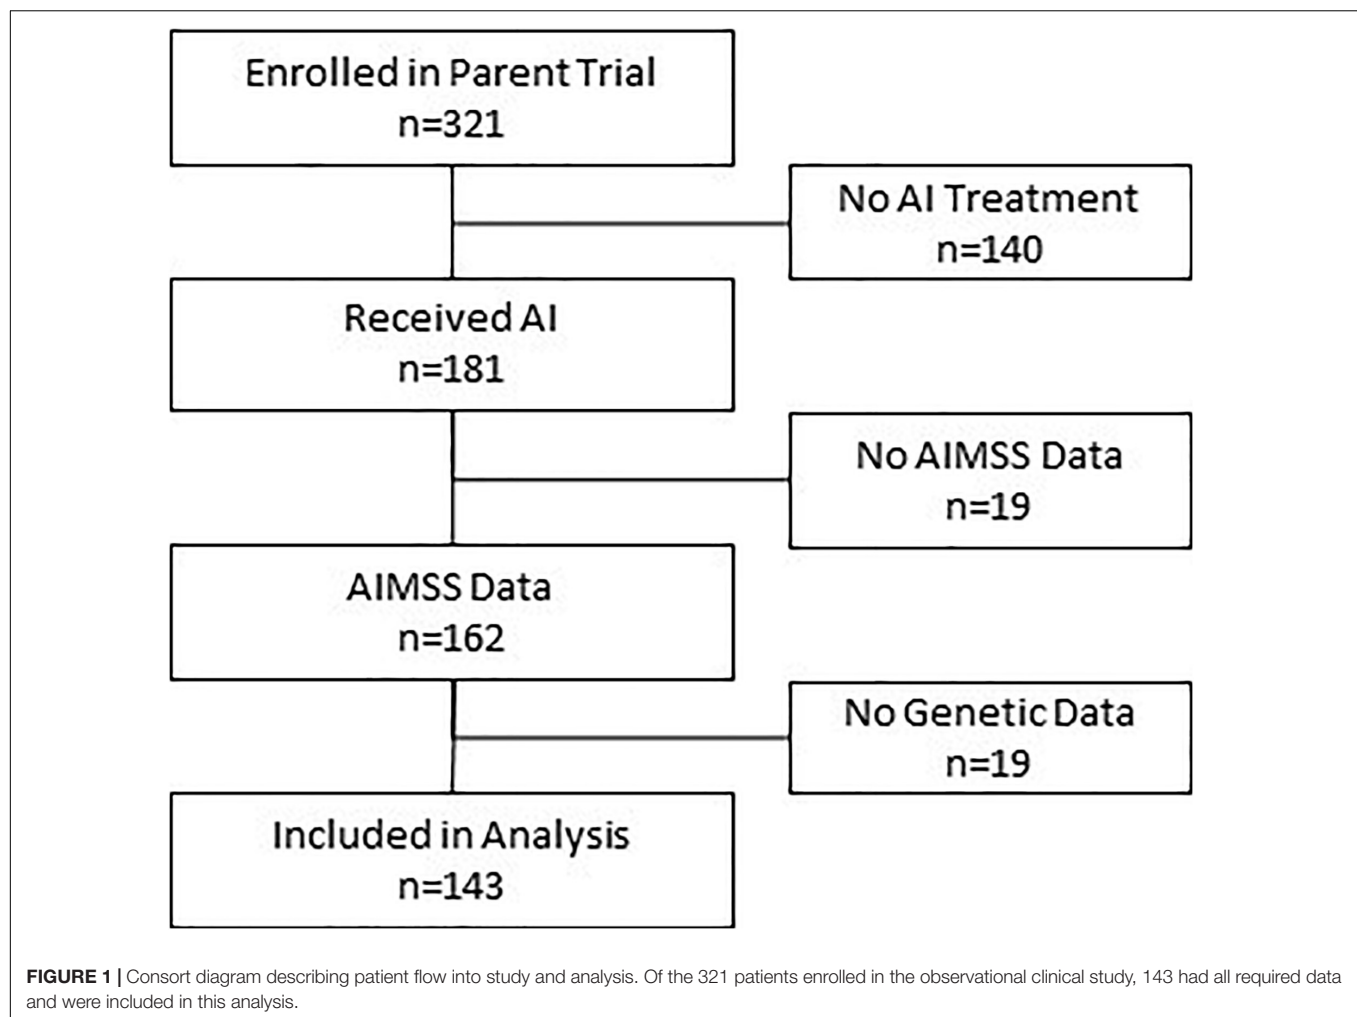 Enrolled in Parent Trial
n=321
No AI Treatment
n=140
Received AI
n=181
No AIMSS Data
n=19
AIMSS Data
n=162
No Genetic Data
n=19
Included in Analysis
n=143
FIGURE 1 | Consort diagram describing patient flow into study and analysis. Of the 321 patients enrolled in the observational clinical study, 143 had all required data
and were included in this analysis.